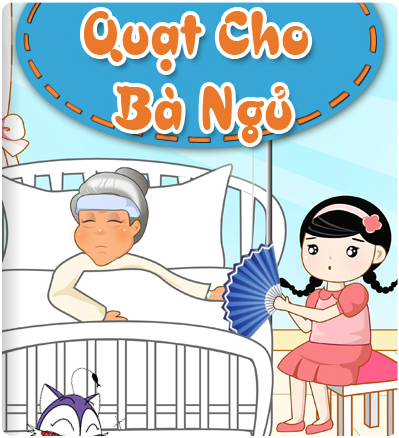 Quạt Cho
Bà Ngủ